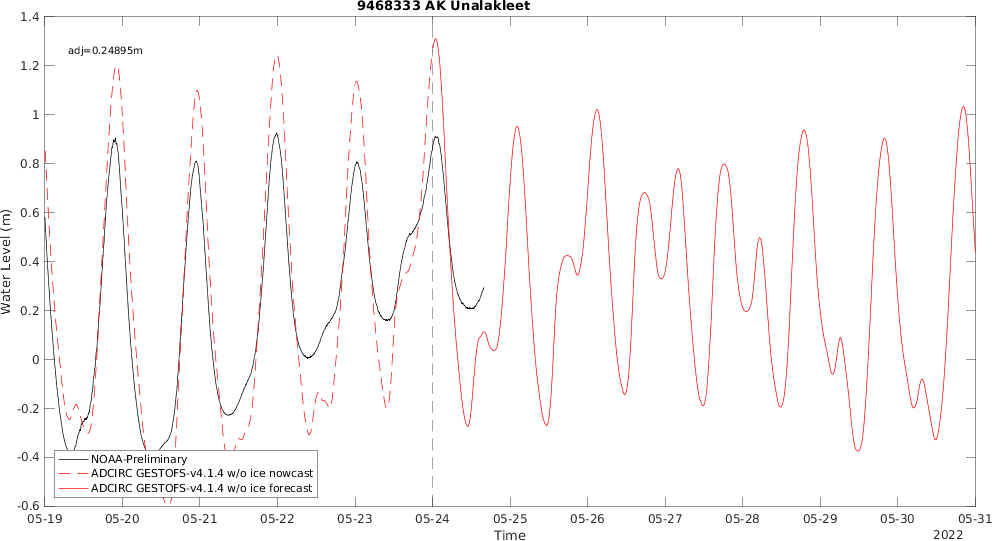 9468333 AK Unalakleet
adj=0.24895m
Water Level (m)
1.4
1.2
1
0.8
0.6
0.4
0.2
0
-0.2
-0.4
-0.6
NOAA-Preliminary
ADCIRC GESTOFS-v4.1.4 w/o ice nowcast
ADCIRC GESTOFS-v4.1.4 w/o ice forecast
05-19 05-20 05-21 05-22 05-23 05-24 05-25 05-26 05-27 05-28 05-29 05-30 05-31
Time
2022